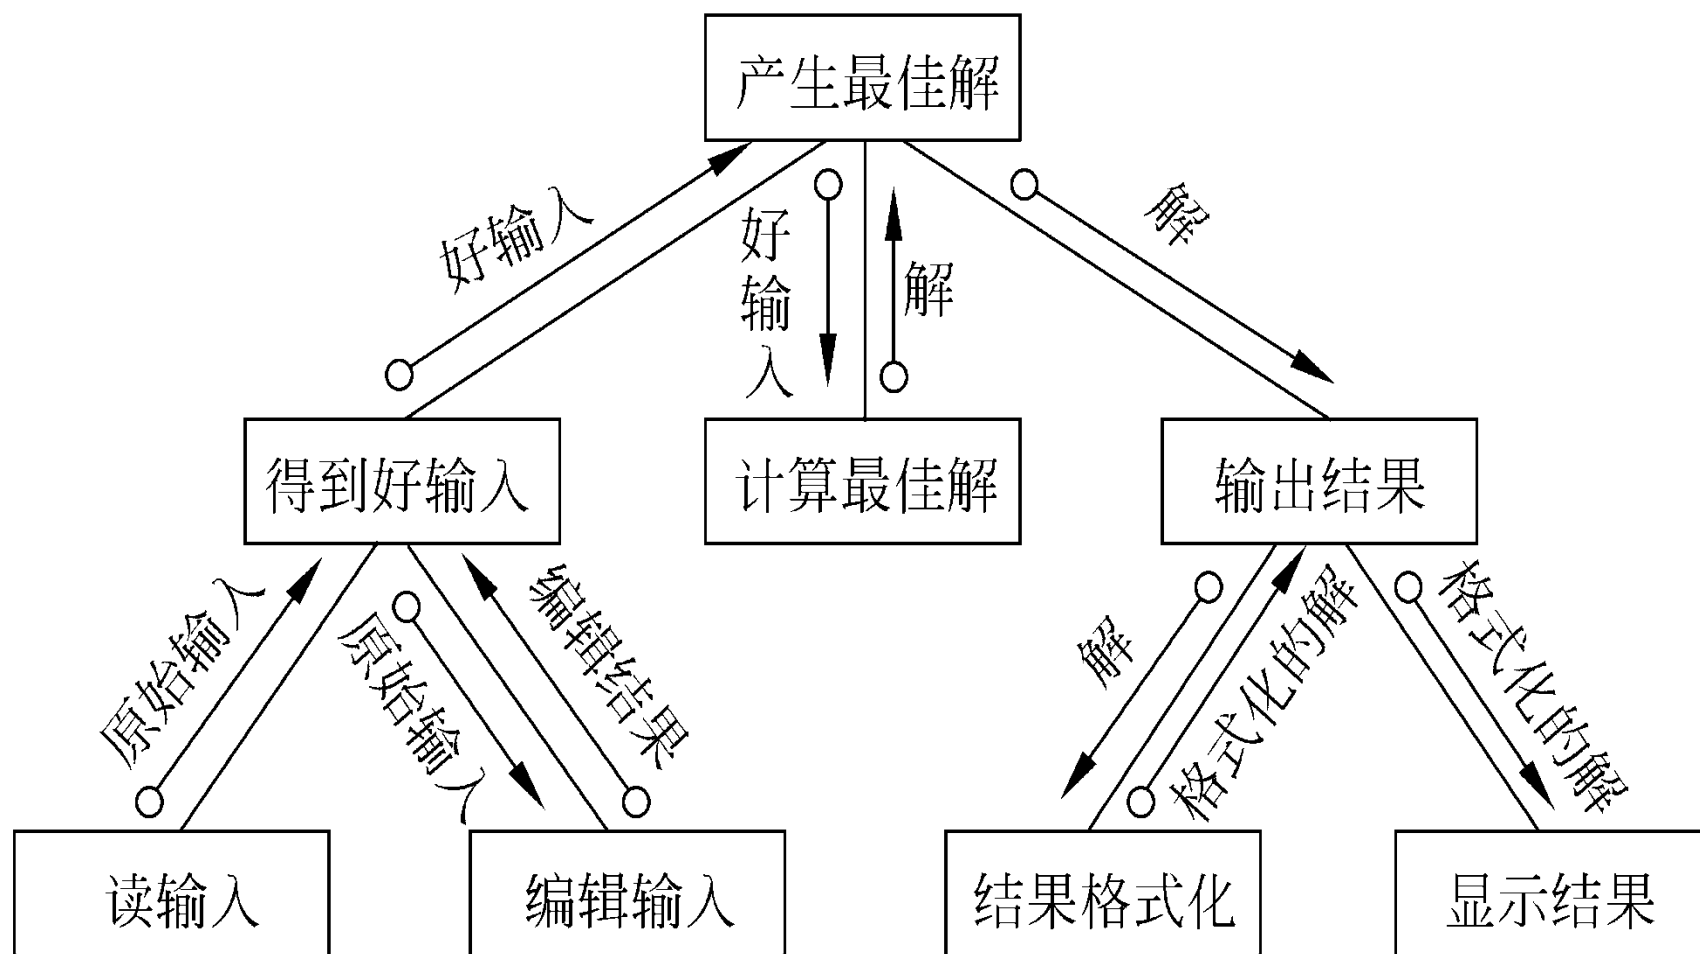 产生最佳解
好输入
好输入
解
解
得到好输入
计算最佳解
输出结果
原始输入
原始输入
编辑结果
解
格式化的解
格式化的解
读输入
编辑输入
结果格式化
显示结果